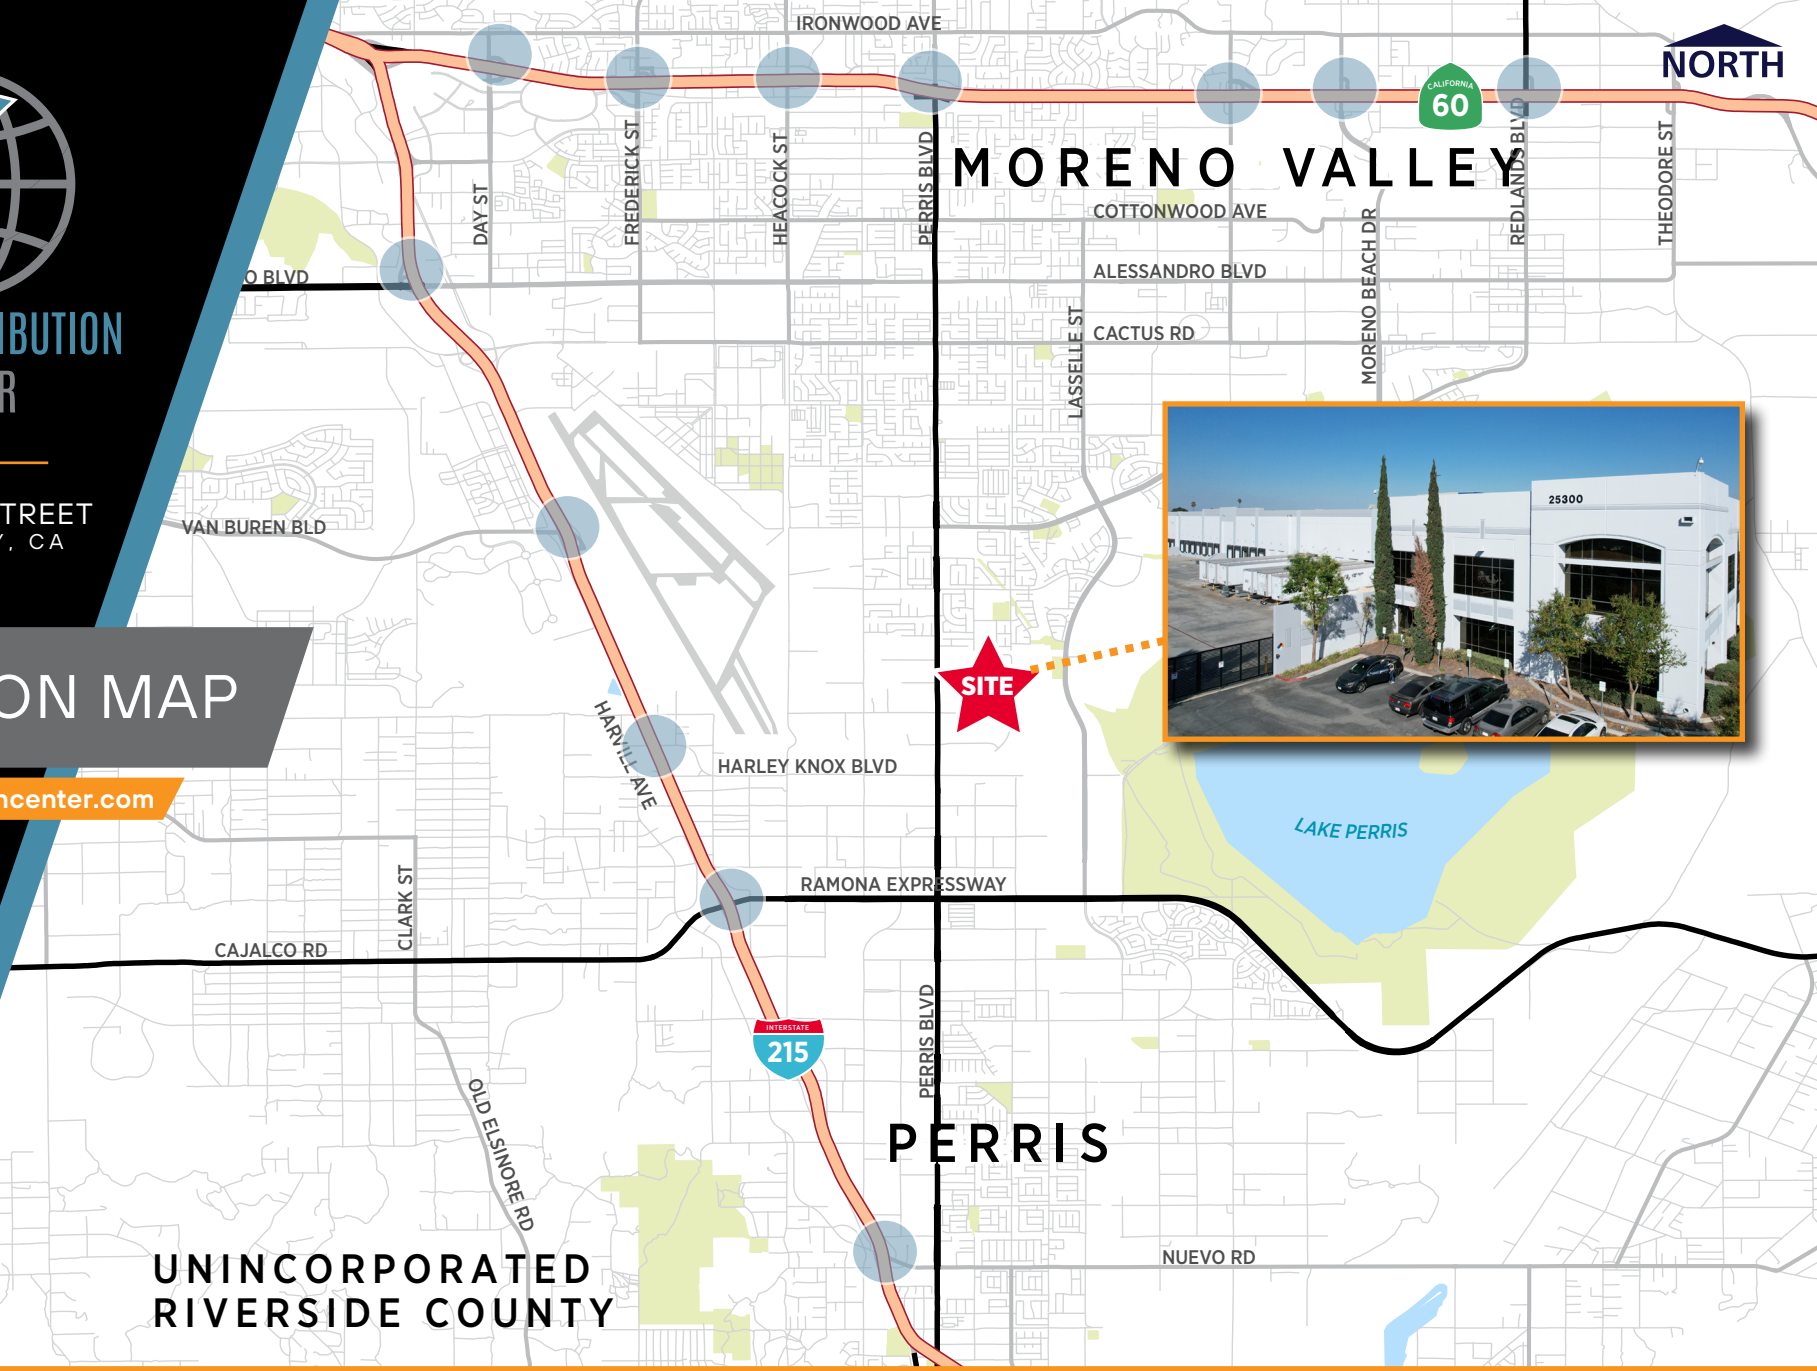 IBUTION
R
TREET
Y, CA
ON MAP
ncenter.com
NORTH
IRONWOOD AVE
CALIFORNIA
60
MORENO VALLEY
DAY ST
FREDERICK ST
HEACOCK ST
PERRIS BLVD
COTTONWOOD AVE
REDLANDS BLVD
THEODORE ST
O BLVD
ALESSANDRO BLVD
MORENO BEACH DR
CACTUS RD
LASSELLE ST
25300
VAN BUREN BLD
SITE
HARVILL AVE
HARLEY KNOX BLVD
LAKE PERRIS
RAMONA EXPRESSWAY
CLARK ST
CAJALCO RD
INTERSTATE
215
PERRIS BLVD
OLD ELSINORE RD
PERRIS
NUEVO RD
UNINCORPORATED
RIVERSIDE COUNTY